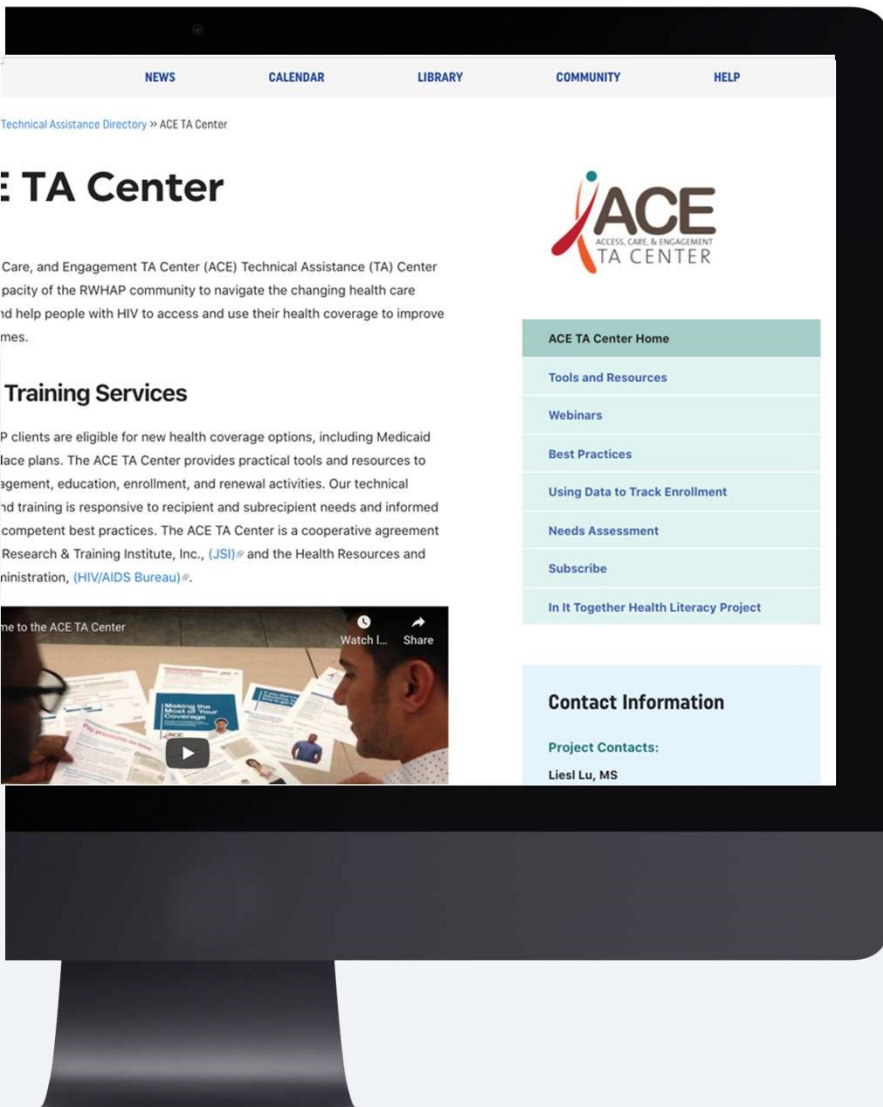 NEWS CALENDAR LIBRARY COMMUNITY HELP
Technical Assistance Directory » ACE TA Center
E TA Center
Care, and Engagement TA Center (ACE) Technical Assistance (TA) Center
pacity of the RWHAP community to navigate the changing health care
nd help people with HIV to access and use their health coverage to improve
mes.
Training Services
P clients are eligible for new health coverage options, including Medicaid
lace plans. The ACE TA Center provides practical tools and resources to
agement, education, enrollment, and renewal activities. Our technical
nd training is responsive to recipient and subrecipient needs and informed
competent best practices. The ACE TA Center is a cooperative agreement
Research & Training Institute, Inc., (JSI) and the Health Resources and
ninistration, (HIV/AIDS Bureau).
me to the ACE TA Center
Watch l... Share
Making the
Most of Your
Coverage
ACE
ACCESS, CARE, & ENGAGEMENT
TA CENTER
ACE TA Center Home
Tools and Resources
Webinars
Best Practices
Using Data to Track Enrollment
Needs Assessment
Subscribe
In It Together Health Literacy Project
Contact Information
Project Contacts:
Liesl Lu, MS